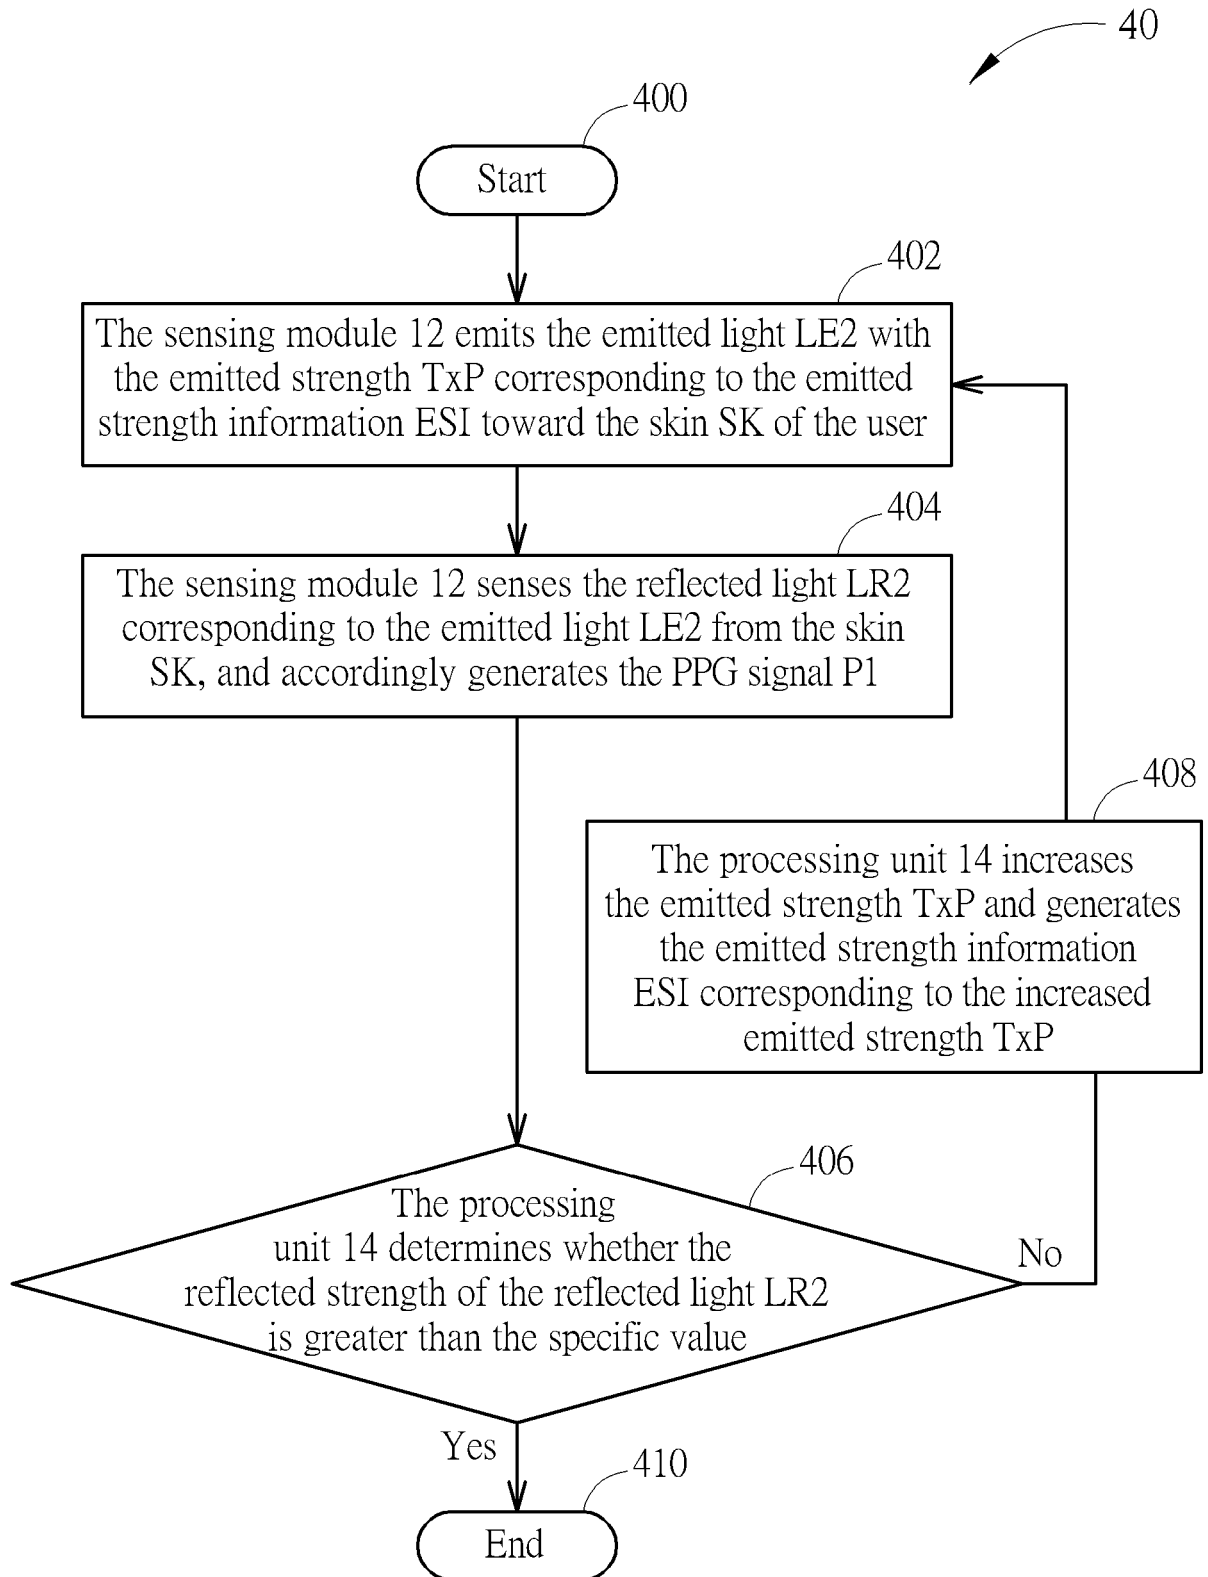 40
400
Start
402
The sensing module 12 emits the emitted light LE2 with
the emitted strength TxP corresponding to the emitted
strength information ESI toward the skin SK of the user
404
The sensing module 12 senses the reflected light LR2
corresponding to the emitted light LE2 from the skin
SK, and accordingly generates the PPG signal P1
408
The processing unit 14 increases
the emitted strength TxP and generates
the emitted strength information
ESI corresponding to the increased
emitted strength TxP
406
The processing
unit 14 determines whether the
reflected strength of the reflected light LR2
is greater than the specific value
No
Yes
410
End